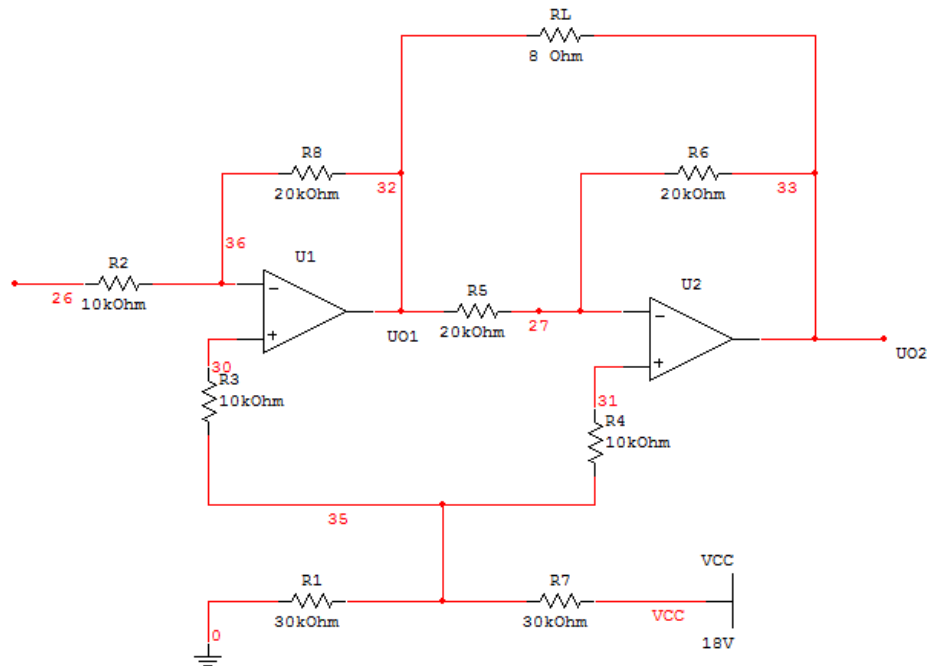 RL
8 Ohm
R8
20kOhm
32
R6
20kOhm
33
36
R2
26
10kOhm
U1
UO1
R5
20kOhm
27
U2
UO2
30
R3
10kOhm
31
R4
10kOhm
35
R1
30kOhm
0
R7
30kOhm
VCC
VCC
18V